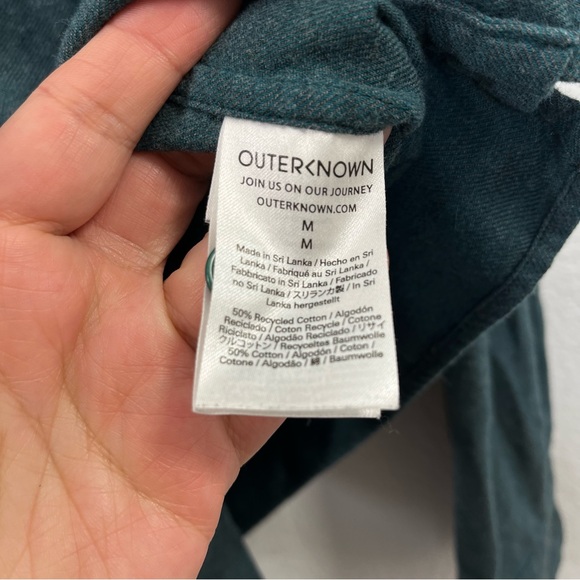 OUTERKNOWN
JOIN US ON OUR JOURNEY
OUTERKNOWN.COM
M
M
Made in Sri Lanka / Hecho en Sri
Lanka / Fabriqué au Sri Lanka /
Fabbricato in Sri Lanka / Fabricado
no Sri Lanka / スリランカ製 / In Sri
Lanka hergestellt
50% Recycled Cotton / Algodón
Reciclado / Coton Recycle / Cotone
Riciclato / Algodão Reciclado / リサイ
クルコットン / Recyceltes Baumwolle
50% Cotton / Algodón / Coton /
Cotone / Algodão / 綿 / Baumwolle